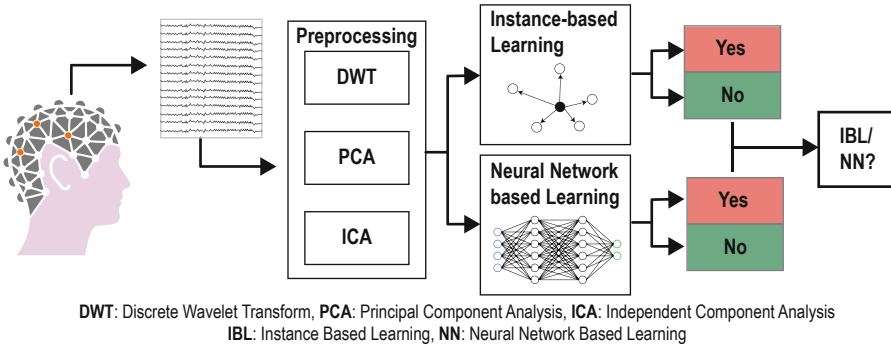 Preprocessing
DWT
PCA
ICA
Instance-based
Learning
Neural Network
based Learning
Yes
No
Yes
No
IBL/
NN?
DWT: Discrete Wavelet Transform, PCA: Principal Component Analysis, ICA: Independent Component Analysis
IBL: Instance Based Learning, NN: Neural Network Based Learning